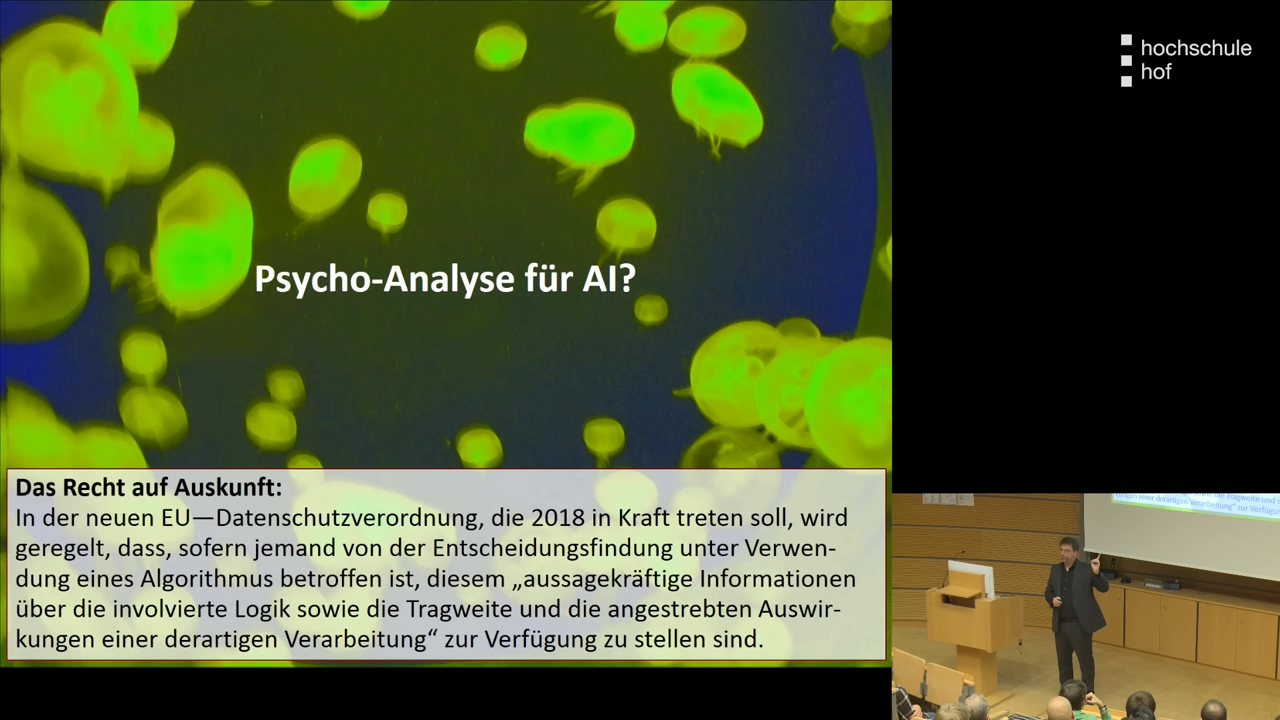 hochschule
hof
Psycho-Analyse für AI?
Das Recht auf Auskunft:
In der neuen EU—Datenschutzverordnung, die 2018 in Kraft treten soll, wird
geregelt, dass, sofern jemand von der Entscheidungsfindung unter Verwen-
dung eines Algorithmus betroffen ist, diesem „aussagekräftige Informationen
über die involvierte Logik sowie die Tragweite und die angestrebten Auswir-
kungen einer derartigen Verarbeitung“ zur Verfügung zu stellen sind.